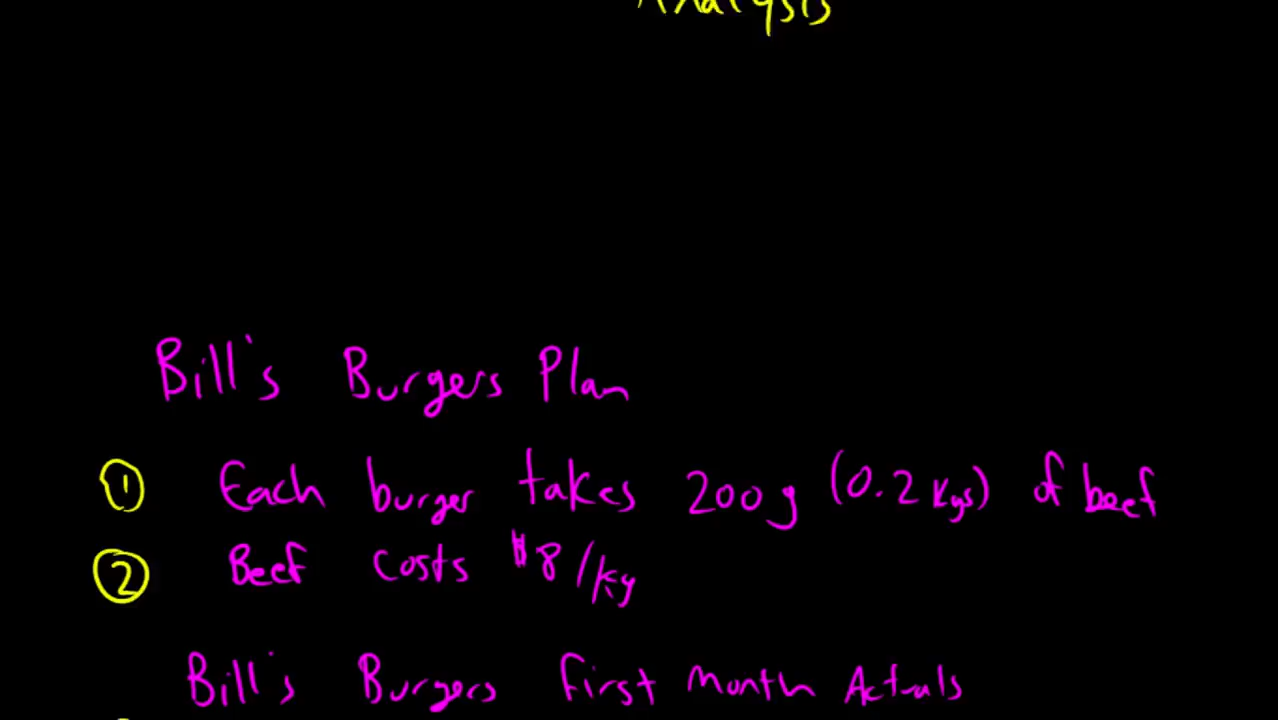 Analysis
Bill's Burgers Plan
① Each burger takes 200g (0.2 Kgs) of beef
② Beef costs $8/kg
Bill's Burgers First Month Actuals